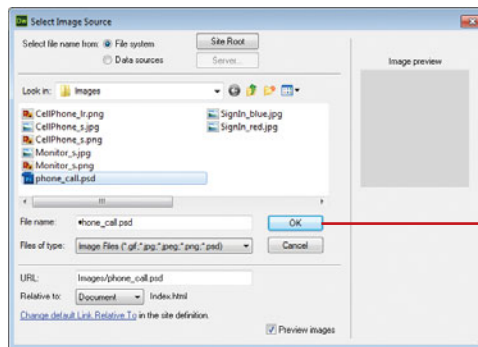 Select Image Source
Select file name from: File system Site Root
Data sources Server...
Image preview
Look in: Images
CellPhone_lr.png SignIn_blue.jpg
CellPhone_s.jpg SignIn_red.jpg
CellPhone_s.png
Monitor_s.jpg
Monitor_s.png
phone_call.psd
File name: hone_call.psd OK
Files of type: Image Files (*.gif;*.jpg;*.jpeg;*.png;*.psd) Cancel
URL: Images/phone_call.psd
Relative to: Document Index.html
Change default Link Relative To in the site definition.
Preview images